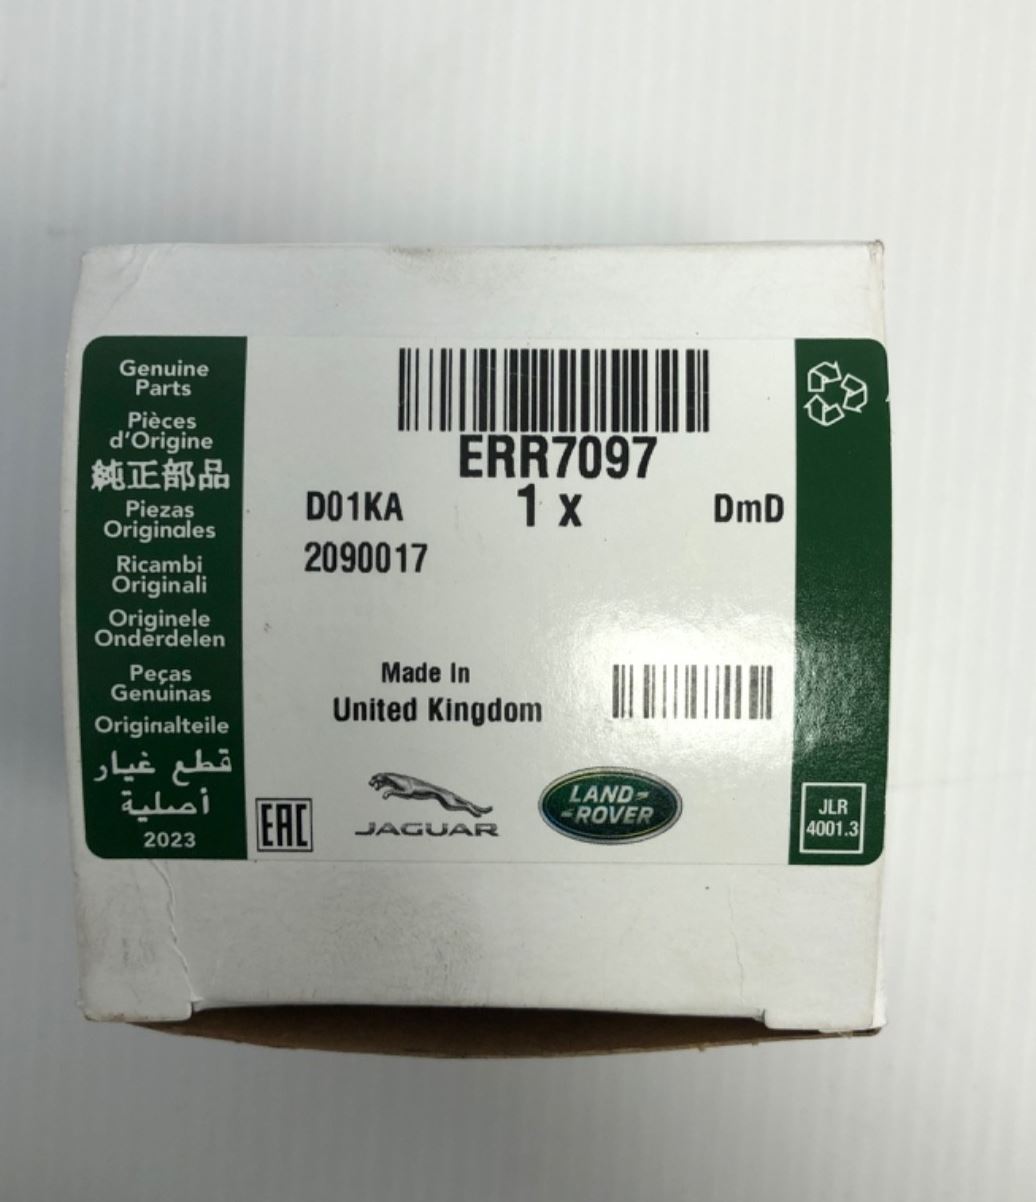 Genuine
Parts
Pièces
d'Origine
純正部品
Piezas
Originales
Ricambi
Originali
Originele
Onderdelen
Peças
Genuinas
Originalteile
قطع غيار
أصلية
2023
ERR7097
D01KA 1 x DmD
2090017
Made In
United Kingdom
EAC
JAGUAR
LAND-
-ROVER
JLR
4001.3